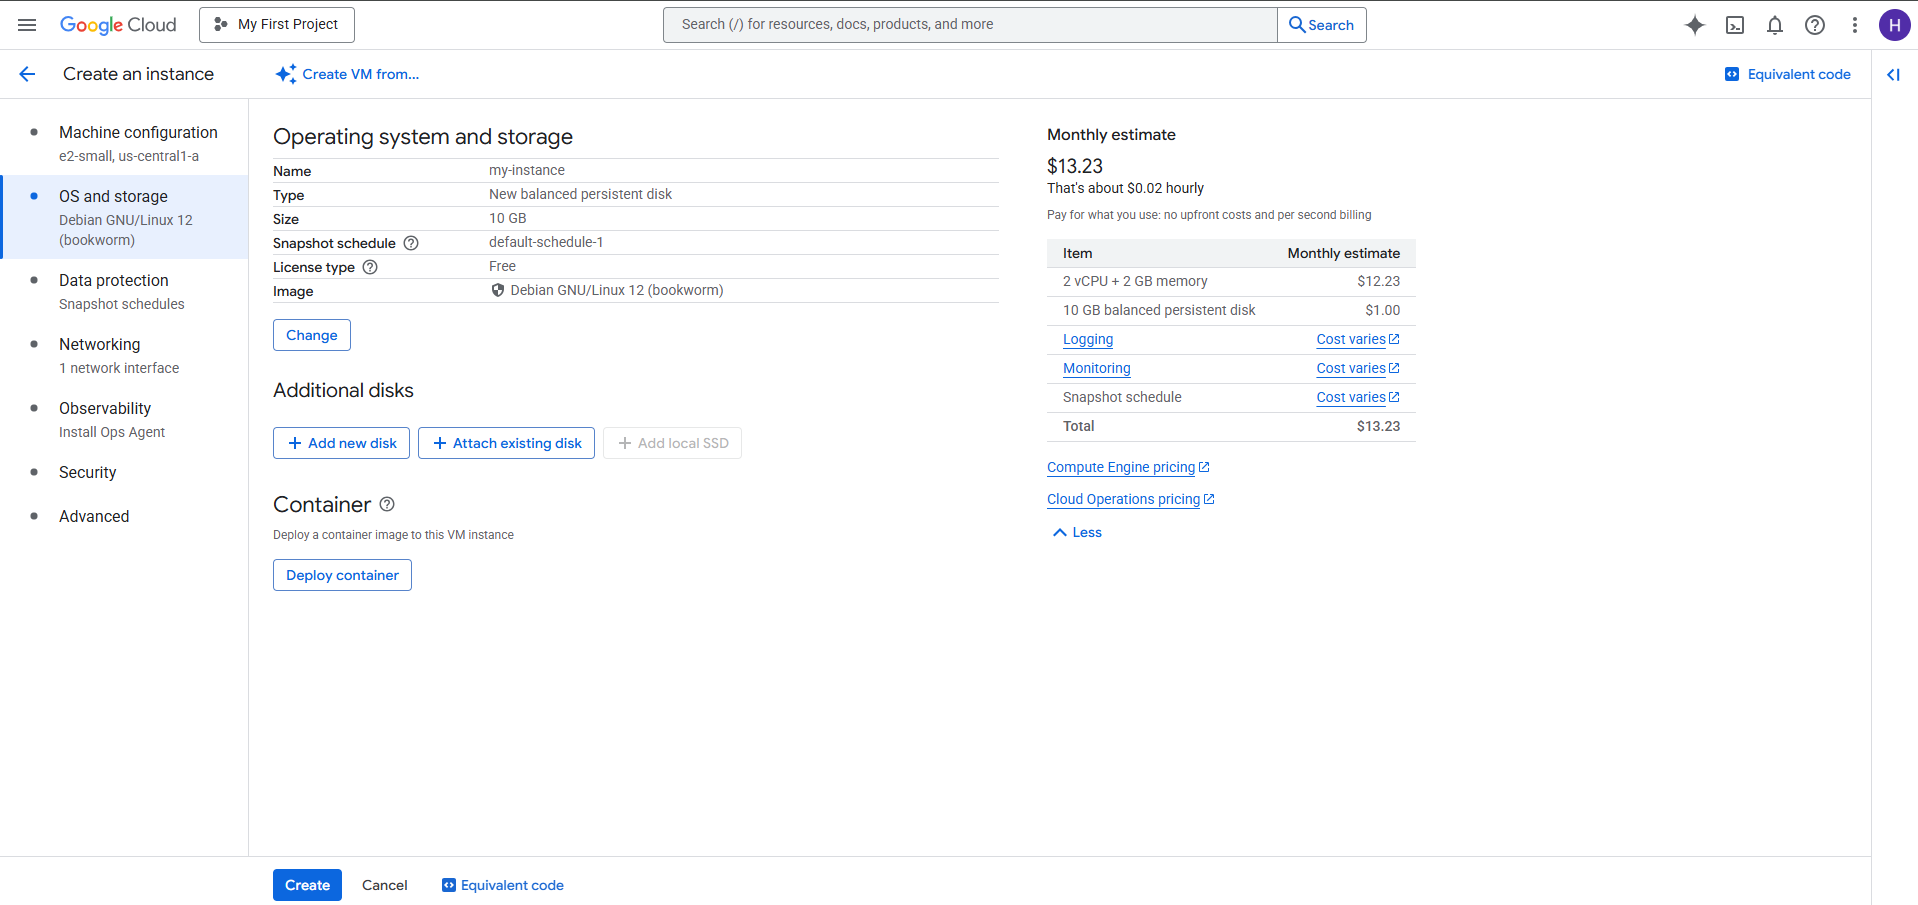 Google Cloud
My First Project
Search (/) for resources, docs, products, and more
Search
H
Create an instance
Create VM from...
Equivalent code
Machine configuration
e2-small, us-central1-a
OS and storage
Debian GNU/Linux 12
(bookworm)
Data protection
Snapshot schedules
Networking
1 network interface
Observability
Install Ops Agent
Security
Advanced
Operating system and storage
Name my-instance
Type New balanced persistent disk
Size 10 GB
Snapshot schedule default-schedule-1
License type Free
Image Debian GNU/Linux 12 (bookworm)
Change
Additional disks
Add new disk
Attach existing disk
Add local SSD
Container
Deploy a container image to this VM instance
Deploy container
Monthly estimate
$13.23
That's about $0.02 hourly
Pay for what you use: no upfront costs and per second billing
Item Monthly estimate
2 vCPU + 2 GB memory $12.23
10 GB balanced persistent disk $1.00
Logging Cost varies
Monitoring Cost varies
Snapshot schedule Cost varies
Total $13.23
Compute Engine pricing
Cloud Operations pricing
Less
Create
Cancel
Equivalent code